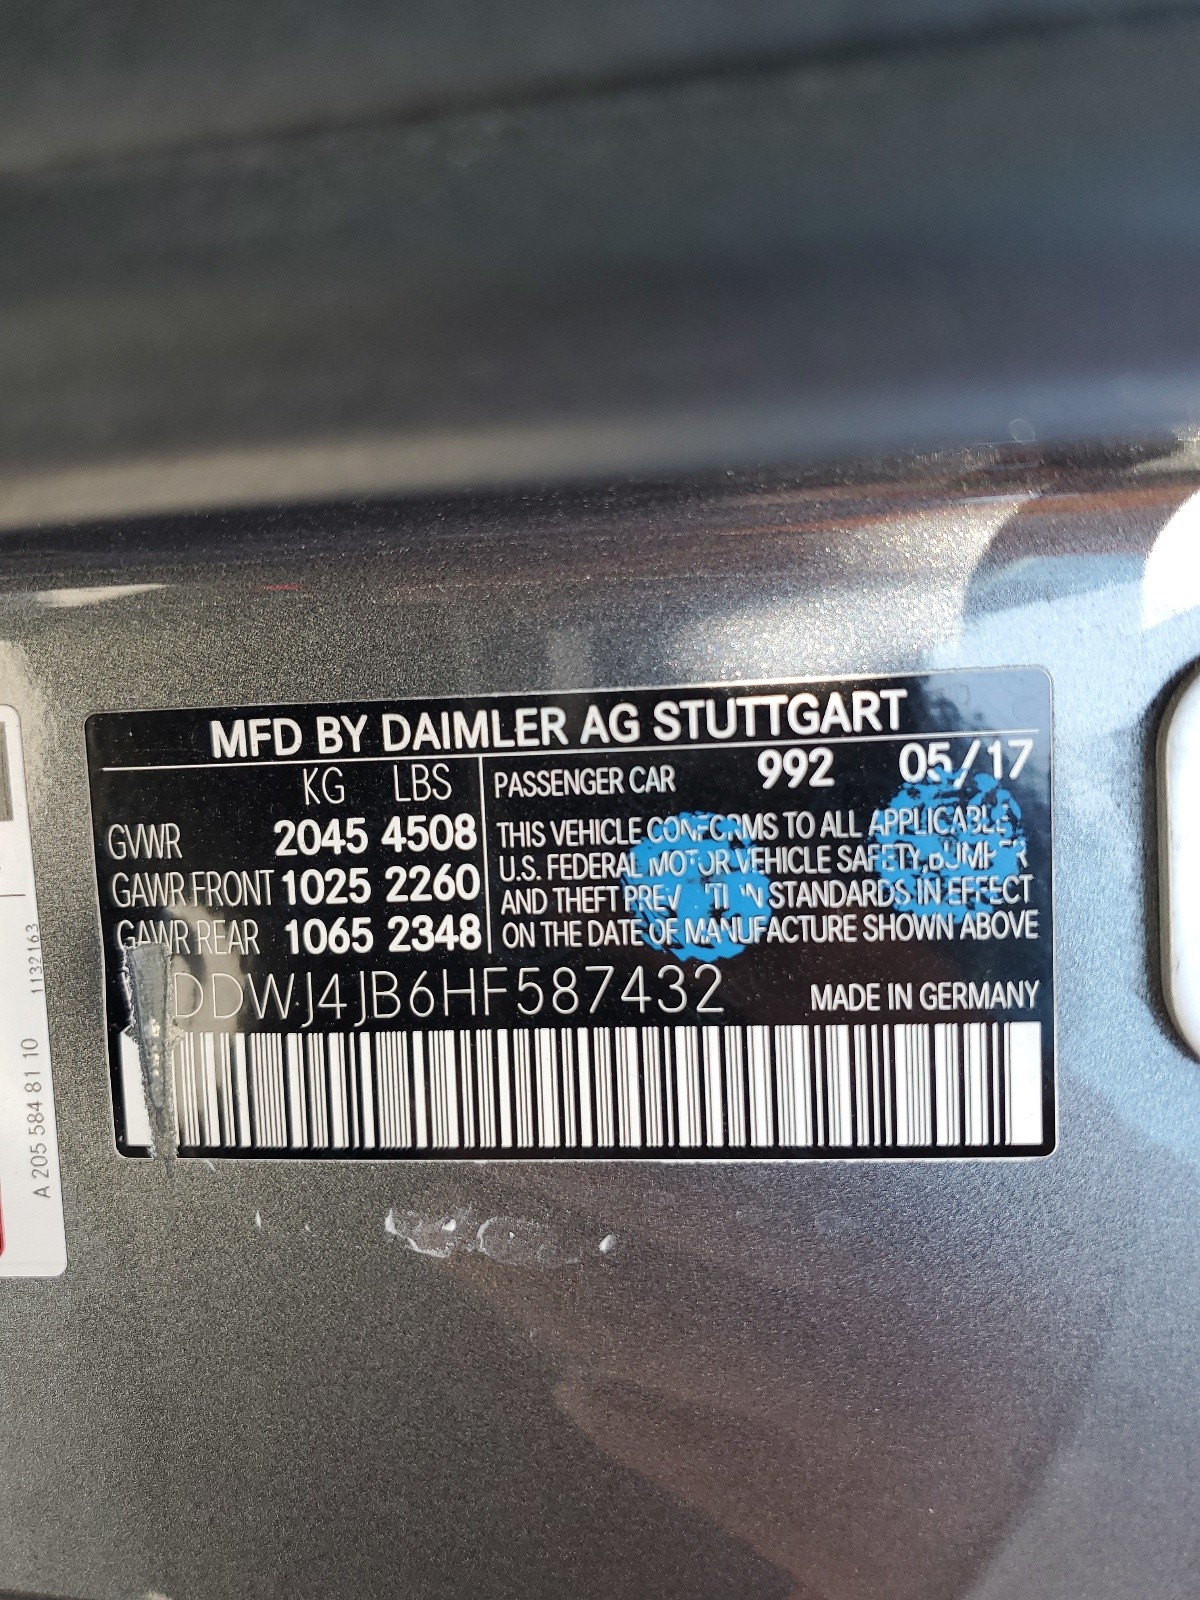 MFD BY DAIMLER AG STUTTGART
KG LBS
GVWR 2045 4508
GAWR FRONT 1025 2260
GAWR REAR 1065 2348
PASSENGER CAR 992 05/17
THIS VEHICLE CONFORMS TO ALL APPLICABLE
U.S. FEDERAL MOTOR VEHICLE SAFETY, BUMPER
AND THEFT PREVENTION STANDARDS IN EFFECT
ON THE DATE OF MANUFACTURE SHOWN ABOVE
DDWJ4JB6HF587432
MADE IN GERMANY
A 205 584 81 10 1132163